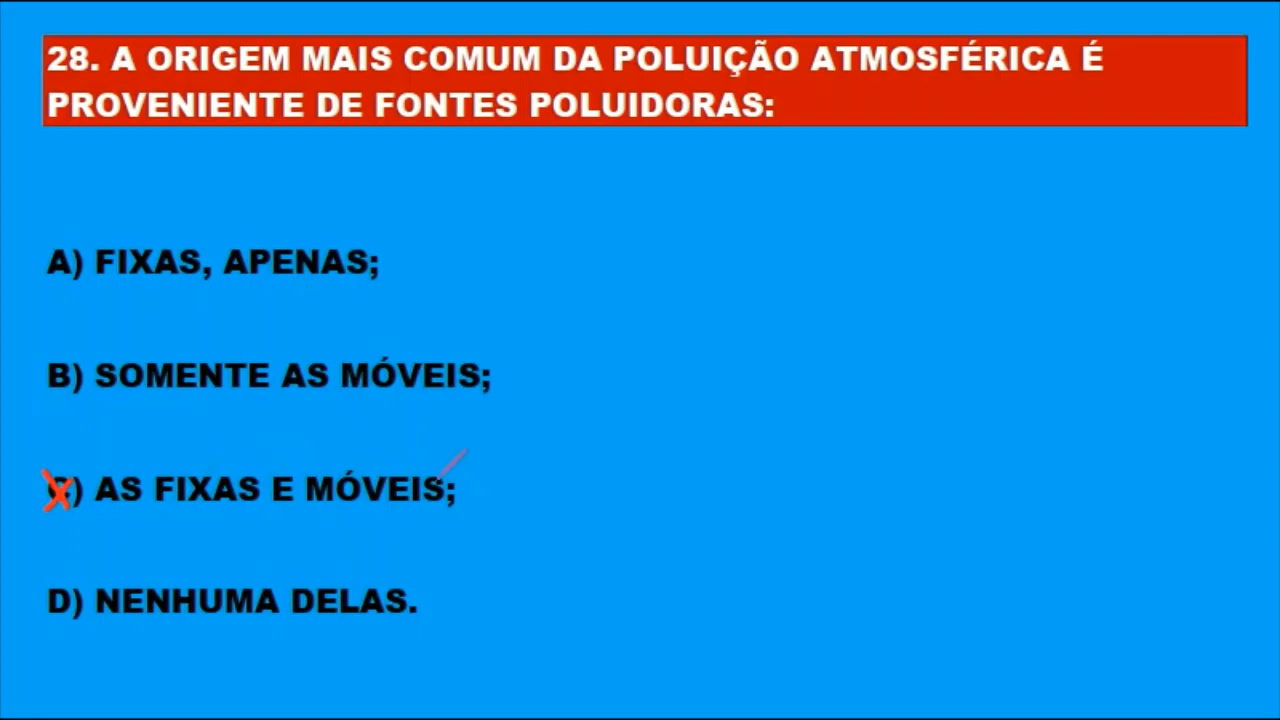 28. A ORIGEM MAIS COMUM DA POLUIÇÃO ATMOSFÉRICA É
PROVENIENTE DE FONTES POLUIDORAS:
A) FIXAS, APENAS;
B) SOMENTE AS MÓVEIS;
C) AS FIXAS E MÓVEIS;
D) NENHUMA DELAS.